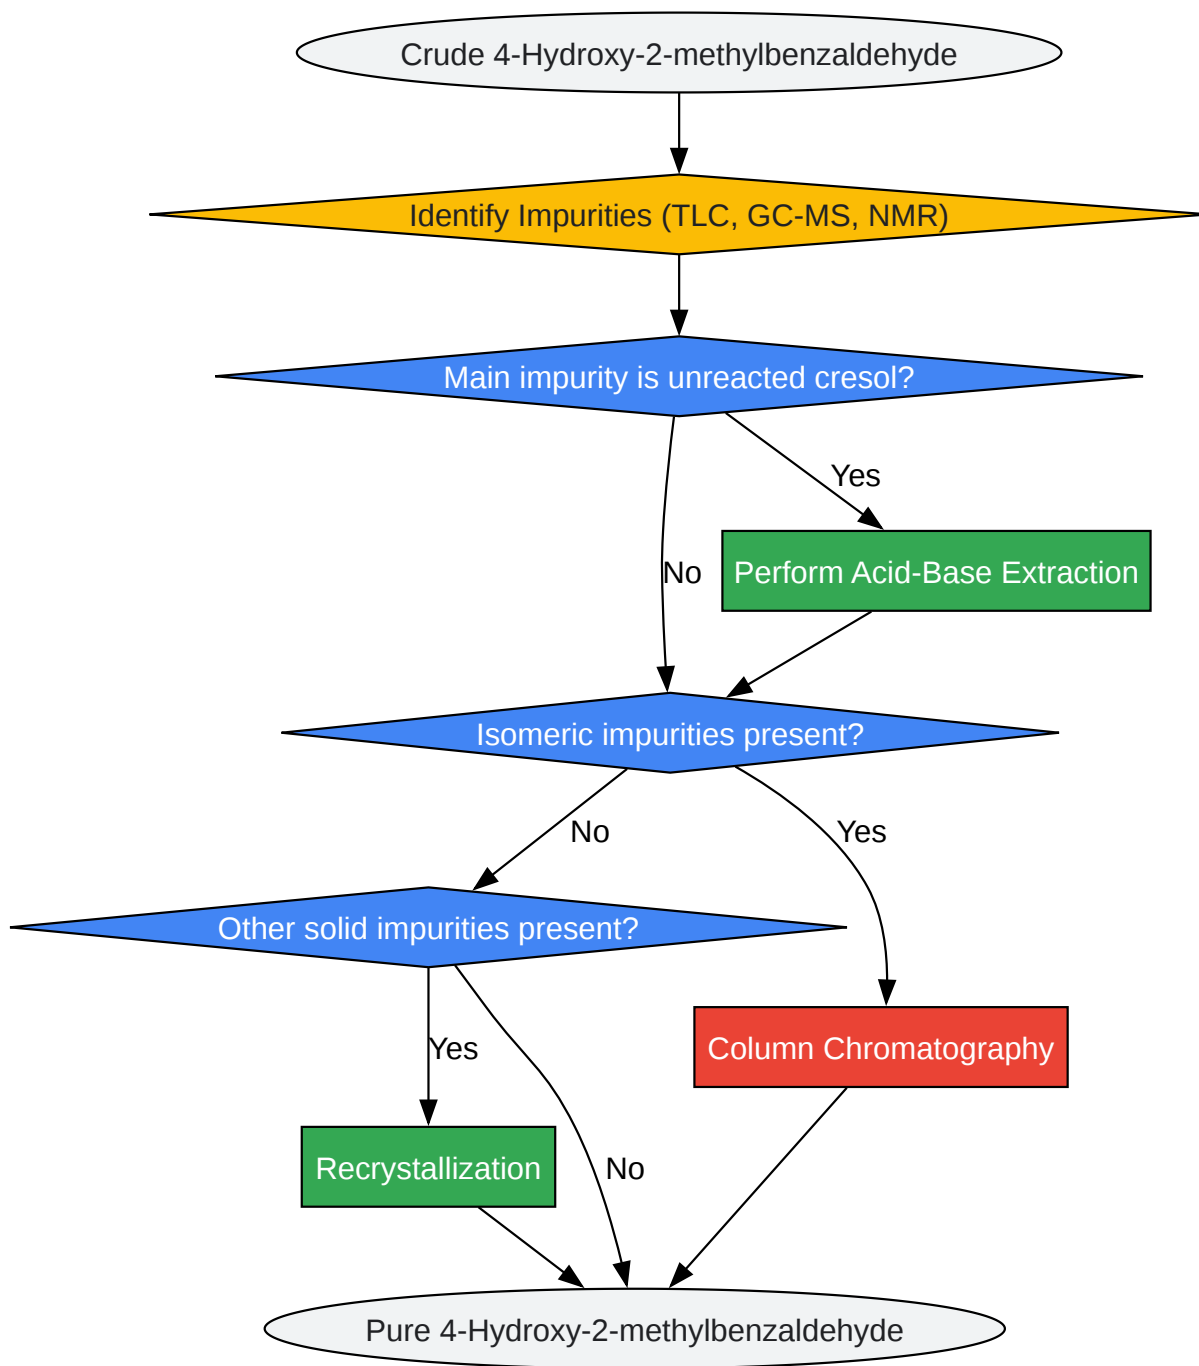 Crude 4-Hydroxy-2-methylbenzaldehyde
Identify Impurities (TLC, GC-MS, NMR)
Main impurity is unreacted cresol?
Yes
No
Perform Acid-Base Extraction
Isomeric impurities present?
No
Yes
Other solid impurities present?
Yes
Column Chromatography
Recrystallization
No
Pure 4-Hydroxy-2-methylbenzaldehyde